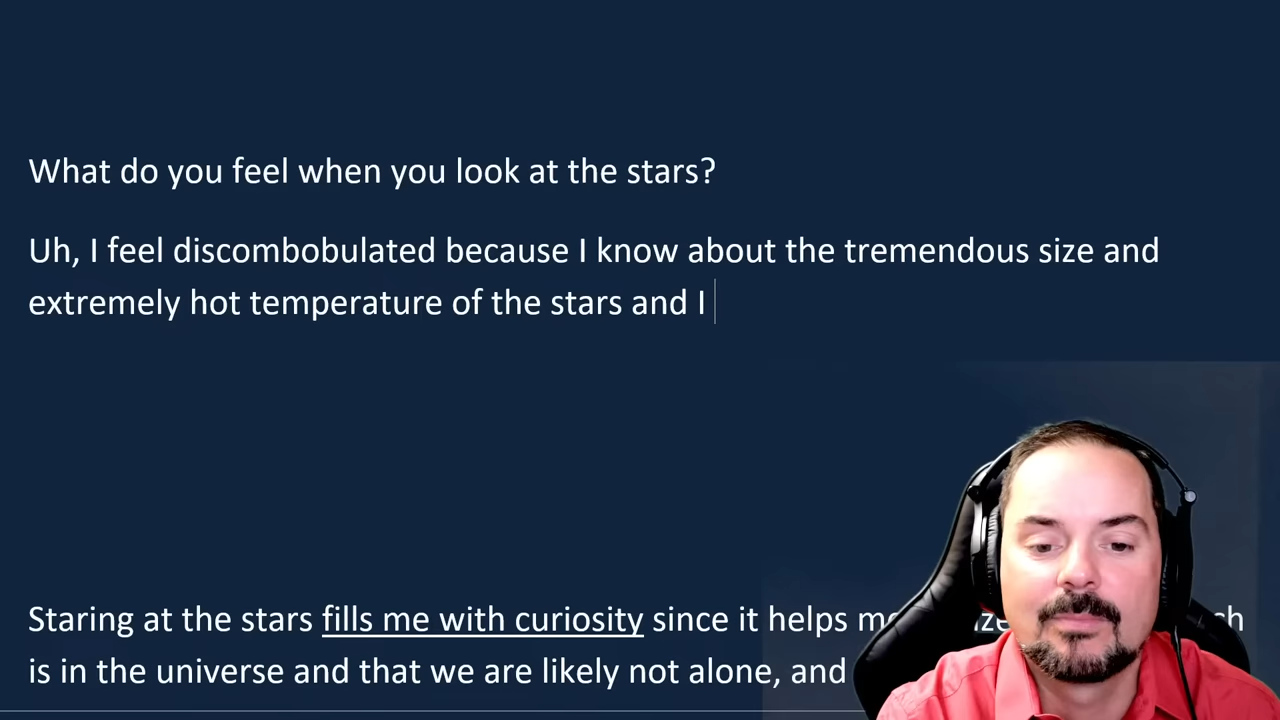 What do you feel when you look at the stars?
Uh, I feel discombobulated because I know about the tremendous size and
extremely hot temperature of the stars and I
Staring at the stars fills me with curiosity since it helps
is in the universe and that we are likely not alone, and